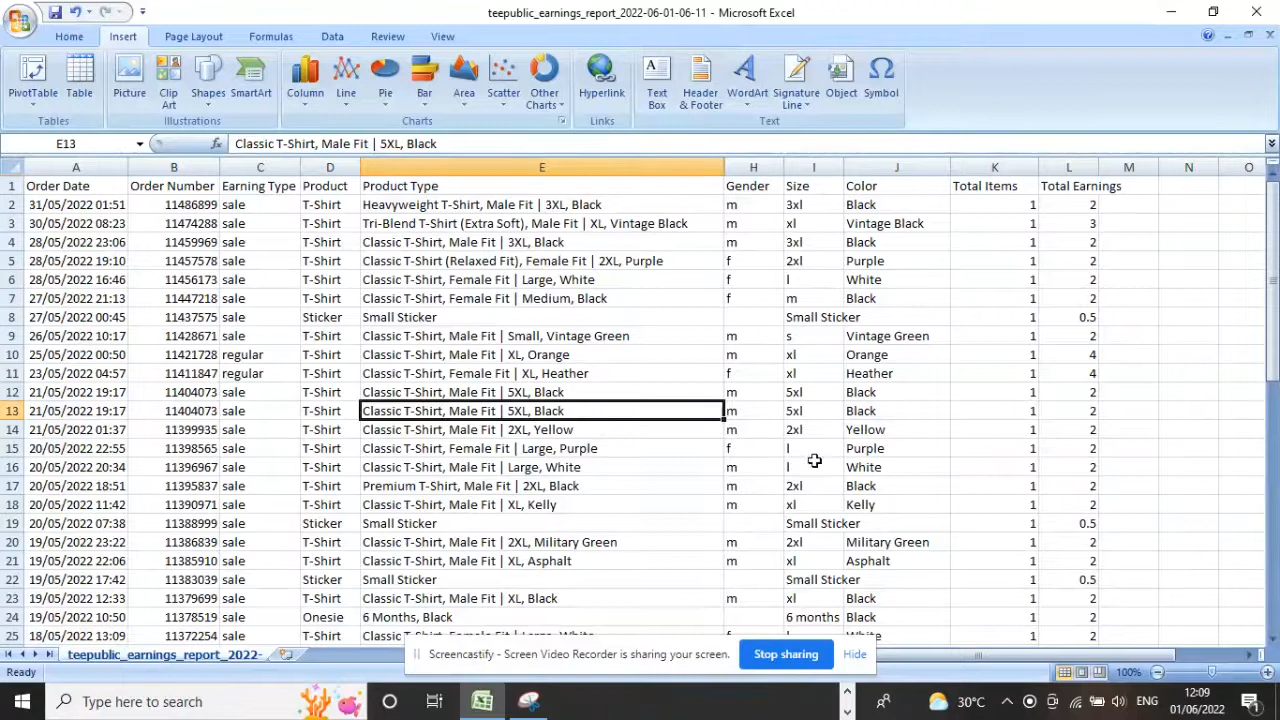 teepublic_earnings_report_2022-06-01-06-11 - Microsoft Excel
Home Insert Page Layout Formulas Data Review View
PivotTable Table Picture Clip Art Shapes SmartArt Column Line Pie Bar Area Scatter Other Charts Hyperlink Text Box Header & Footer WordArt Signature Line Object Symbol
Tables Illustrations Charts Links Text
E13 fx Classic T-Shirt, Male Fit | 5XL, Black
A B C D E H I J K L M N O
1 Order Date Order Number Earning Type Product Product Type Gender Size Color Total Items Total Earnings
2 31/05/2022 01:51 11486899 sale T-Shirt Heavyweight T-Shirt, Male Fit | 3XL, Black m 3xl Black 1 2
3 30/05/2022 08:23 11474288 sale T-Shirt Tri-Blend T-Shirt (Extra Soft), Male Fit | XL, Vintage Black m xl Vintage Black 1 3
4 28/05/2022 23:06 11459969 sale T-Shirt Classic T-Shirt, Male Fit | 3XL, Black m 3xl Black 1 2
5 28/05/2022 19:10 11457578 sale T-Shirt Classic T-Shirt (Relaxed Fit), Female Fit | 2XL, Purple f 2xl Purple 1 2
6 28/05/2022 16:46 11456173 sale T-Shirt Classic T-Shirt, Female Fit | Large, White f l White 1 2
7 27/05/2022 21:13 11447218 sale T-Shirt Classic T-Shirt, Female Fit | Medium, Black f m Black 1 2
8 27/05/2022 00:45 11437575 sale Sticker Small Sticker Small Sticker 1 0.5
9 26/05/2022 10:17 11428671 sale T-Shirt Classic T-Shirt, Male Fit | Small, Vintage Green m s Vintage Green 1 2
10 25/05/2022 00:50 11421728 regular T-Shirt Classic T-Shirt, Male Fit | XL, Orange m xl Orange 1 4
11 23/05/2022 04:57 11411847 regular T-Shirt Classic T-Shirt, Female Fit | XL, Heather f xl Heather 1 4
12 21/05/2022 19:17 11404073 sale T-Shirt Classic T-Shirt, Male Fit | 5XL, Black m 5xl Black 1 2
13 21/05/2022 19:17 11404073 sale T-Shirt Classic T-Shirt, Male Fit | 5XL, Black m 5xl Black 1 2
14 21/05/2022 01:37 11399935 sale T-Shirt Classic T-Shirt, Male Fit | 2XL, Yellow m 2xl Yellow 1 2
15 20/05/2022 22:55 11398565 sale T-Shirt Classic T-Shirt, Female Fit | Large, Purple f l Purple 1 2
16 20/05/2022 20:34 11396967 sale T-Shirt Classic T-Shirt, Male Fit | Large, White m l White 1 2
17 20/05/2022 18:51 11395837 sale T-Shirt Premium T-Shirt, Male Fit | 2XL, Black m 2xl Black 1 2
18 20/05/2022 11:42 11390971 sale T-Shirt Classic T-Shirt, Male Fit | XL, Kelly m xl Kelly 1 2
19 20/05/2022 07:38 11388999 sale Sticker Small Sticker Small Sticker 1 0.5
20 19/05/2022 23:22 11386839 sale T-Shirt Classic T-Shirt, Male Fit | 2XL, Military Green m 2xl Military Green 1 2
21 19/05/2022 22:06 11385910 sale T-Shirt Classic T-Shirt, Male Fit | XL, Asphalt m xl Asphalt 1 2
22 19/05/2022 17:42 11383039 sale Sticker Small Sticker Small Sticker 1 0.5
23 19/05/2022 12:33 11379699 sale T-Shirt Classic T-Shirt, Male Fit | XL, Black m xl Black 1 2
24 19/05/2022 10:50 11378519 sale Onesie 6 Months, Black 6 months Black 1 2
25 18/05/2022 13:09 11372254 sale T-Shirt Classic T-Shirt, Female Fit | Large, White f l White 1 2
teepublic_earnings_report_2022-
Screencastify - Screen Video Recorder is sharing your screen. Stop sharing Hide
Ready 100%
Type here to search 30°C ENG 12:09 01/06/2022 1